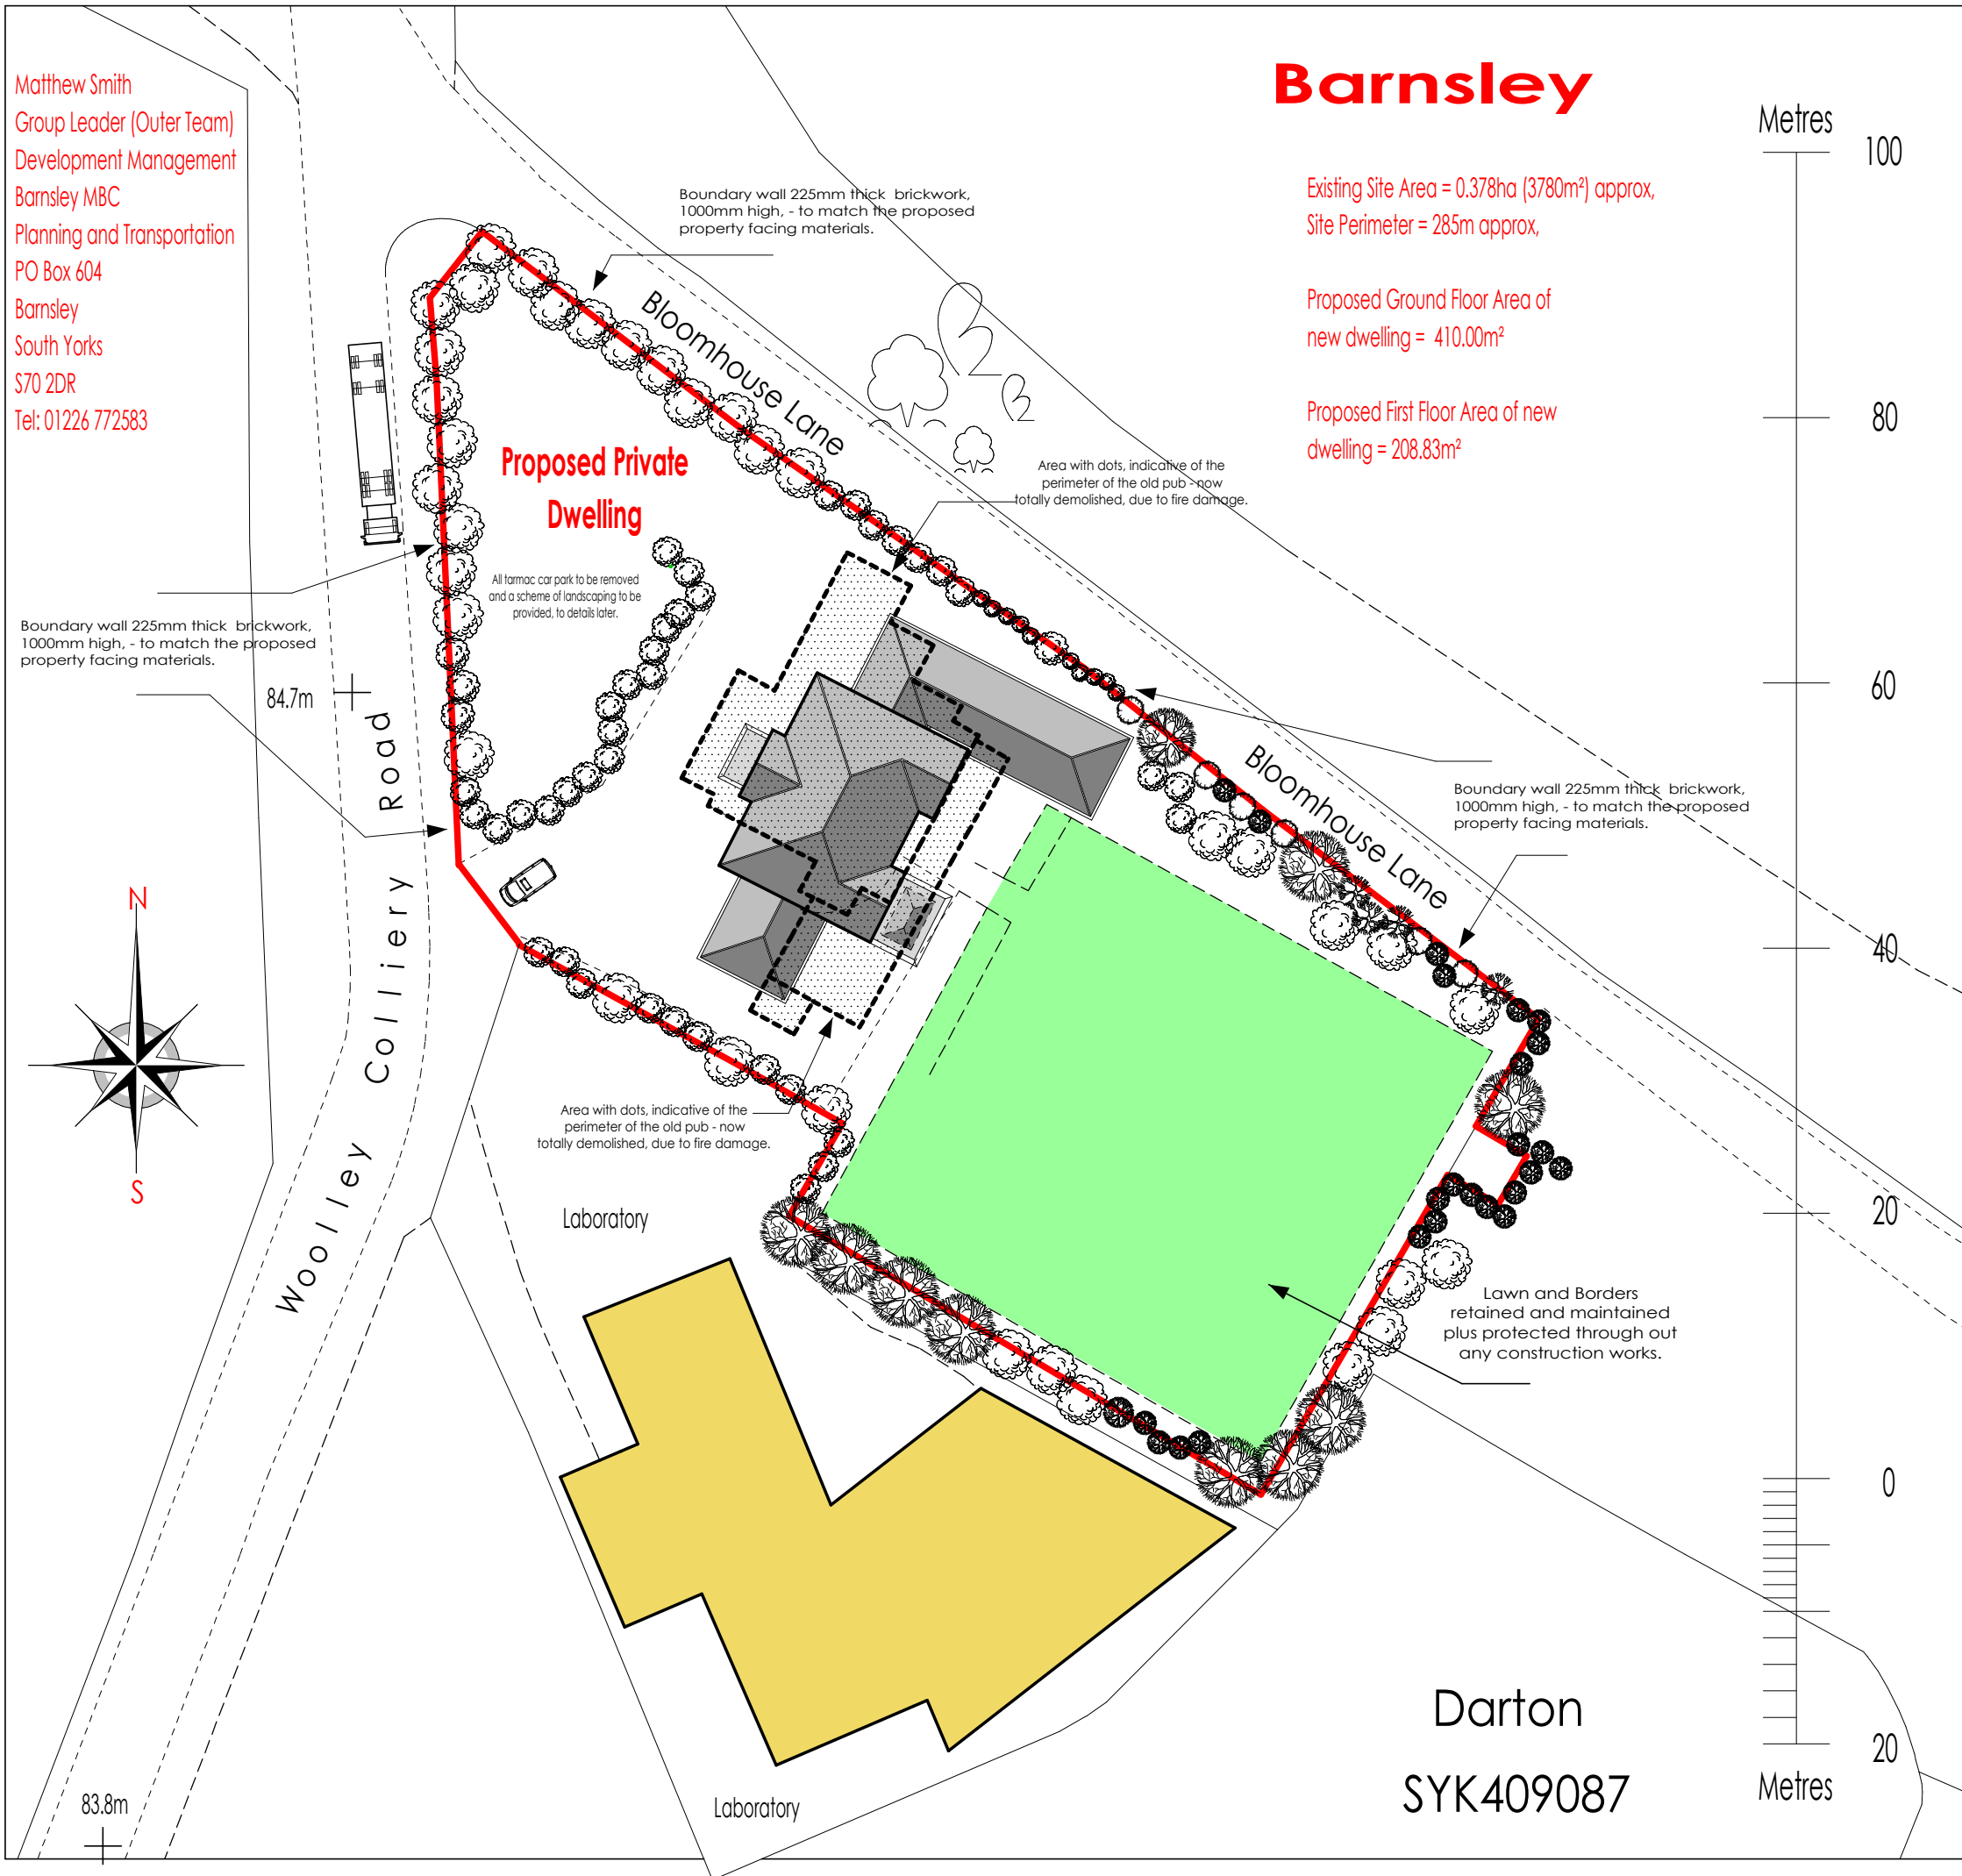 Matthew Smith
Group Leader (Outer Team)
Development Management
Barnsley MBC
Planning and Transportation
PO Box 604
Barnsley
South Yorks
S70 2DR
Tel: 01226 772583
Barnsley
Existing Site Area = 0.378ha (3780m²) approx,
Site Perimeter = 285m approx,
Proposed Ground Floor Area of
new dwelling = 410.00m²
Proposed First Floor Area of new
dwelling = 208.83m²
Metres
100
80
60
40
20
0
20
Metres
Boundary wall 225mm thick brickwork,
1000mm high, - to match the proposed
property facing materials.
Bloomhouse Lane
Proposed Private
Dwelling
All tarmac car park to be removed
and a scheme of landscaping to be
provided, to details later.
Area with dots, indicative of the
perimeter of the old pub - now
totally demolished, due to fire damage.
Boundary wall 225mm thick brickwork,
1000mm high, - to match the proposed
property facing materials.
84.7m
Woolley Colliery Road
Bloomhouse Lane
Boundary wall 225mm thick brickwork,
1000mm high, - to match the proposed
property facing materials.
N
S
Area with dots, indicative of the
perimeter of the old pub - now
totally demolished, due to fire damage.
Laboratory
Lawn and Borders
retained and maintained
plus protected through out
any construction works.
Laboratory
83.8m
Darton
SYK409087